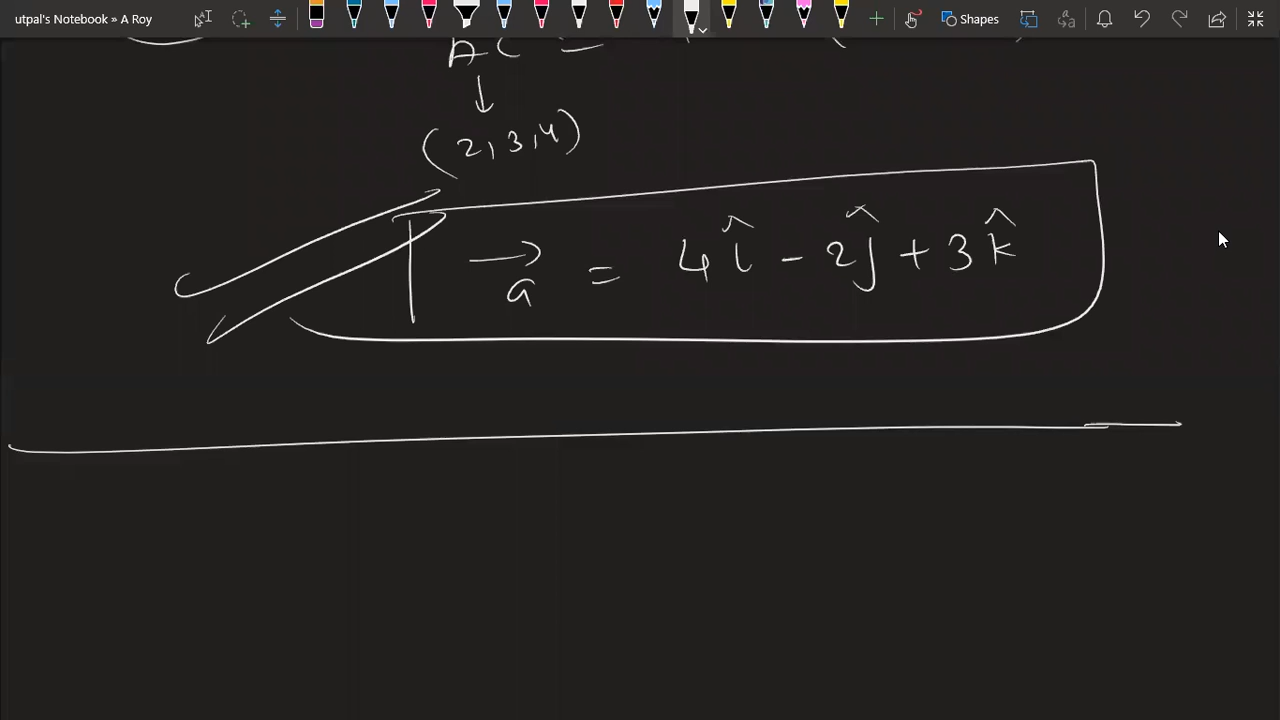 utpal's Notebook » A Roy
Shapes
AC =
↓
(2,3,4)
→a = 4î - 2ĵ + 3k̂